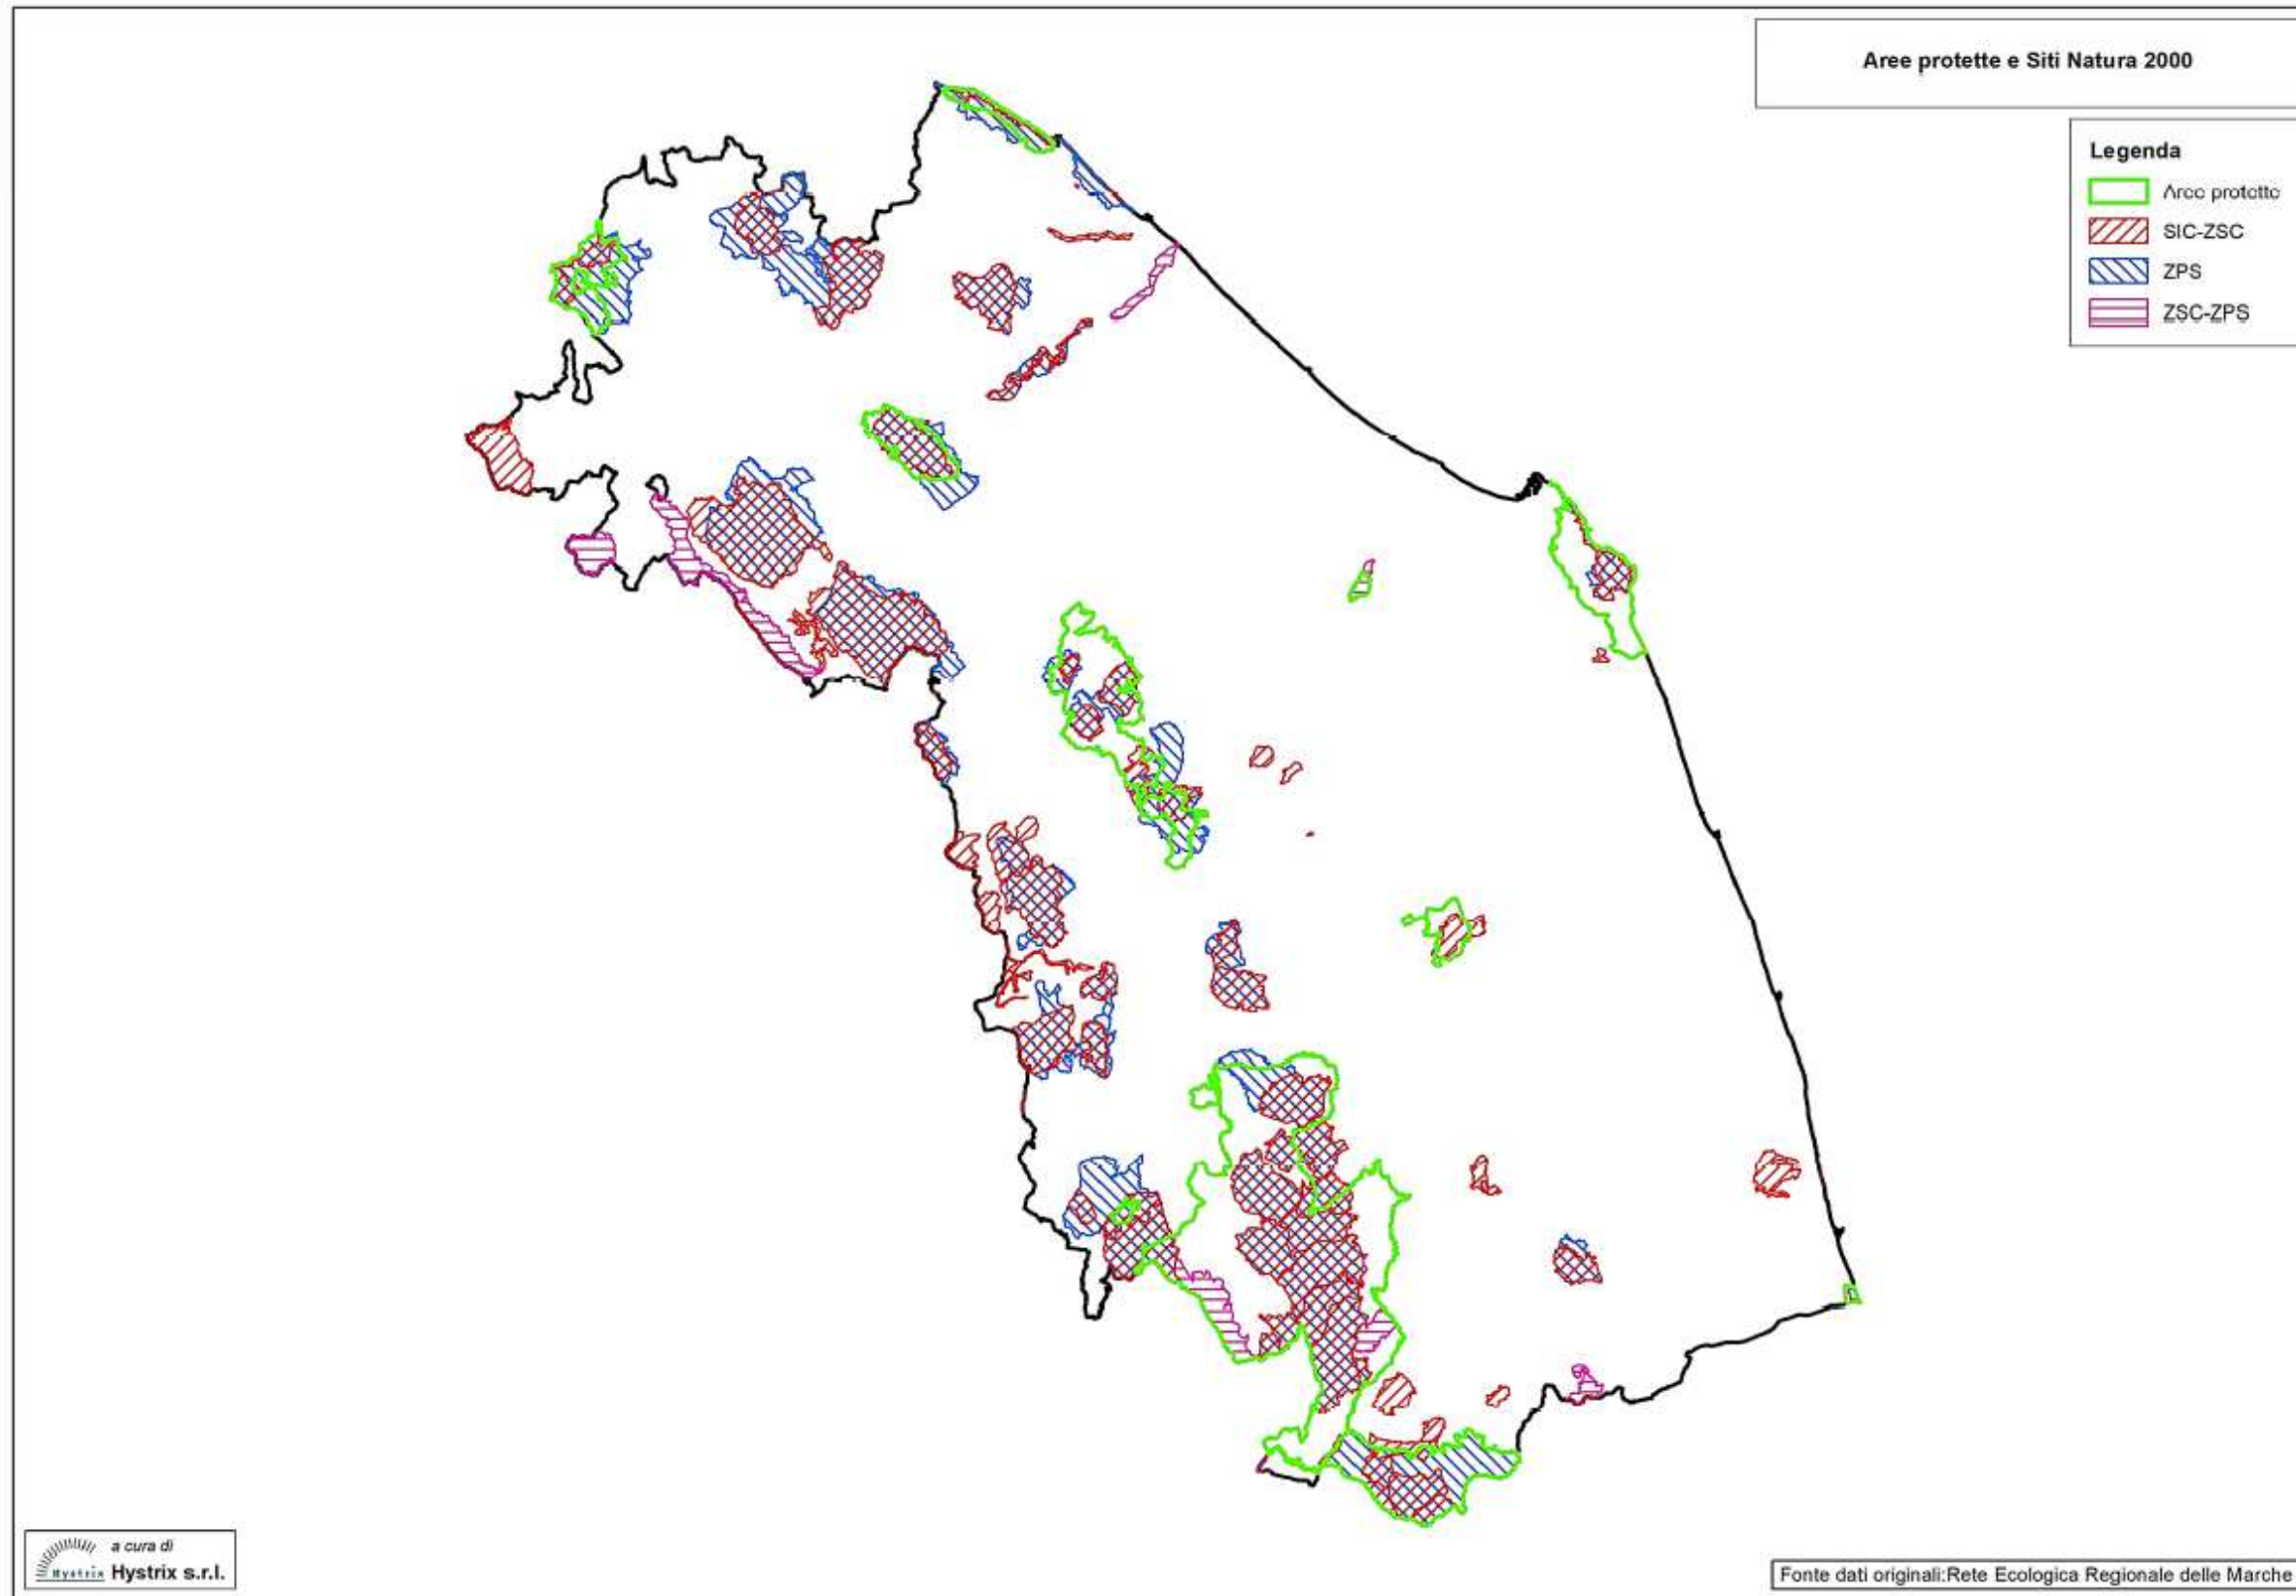 Aree protette e Siti Natura 2000
Legenda
Aree protette
SIC-ZSC
ZPS
ZSC-ZPS
a cura di
Hystrix Hystrix s.r.l.
Fonte dati originali:Rete Ecologica Regionale delle Marche